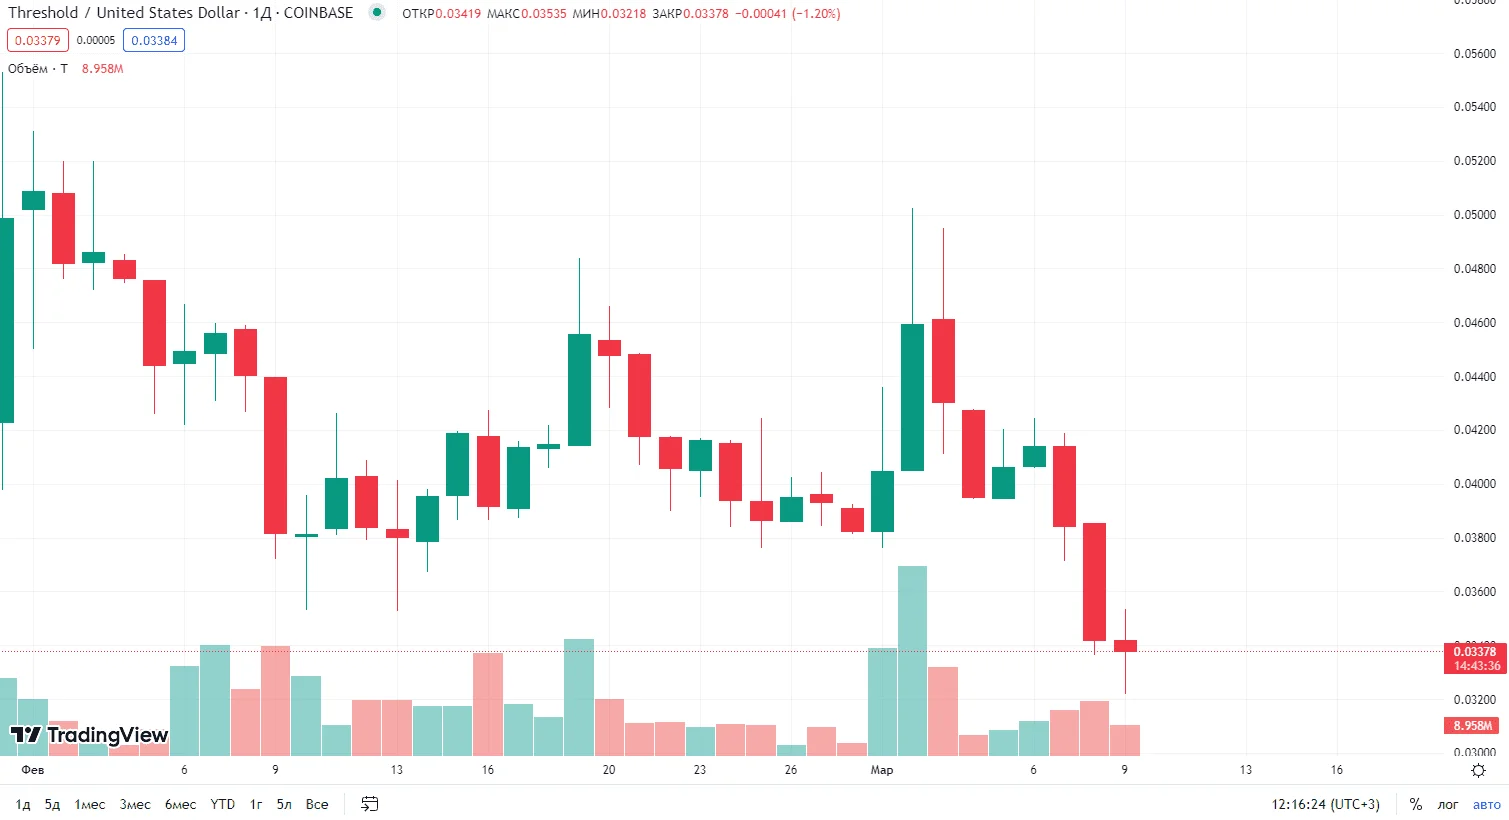 Threshold / United States Dollar · 1Д · COINBASE ОТКР0.03419 МАКС0.03535 МИН0.03218 ЗАКР0.03378 −0.00041 (−1.20%)
0.03379 0.00005 0.03384
Объём · T 8.958M
0.05600
0.05400
0.05200
0.05000
0.04800
0.04600
0.04400
0.04200
0.04000
0.03800
0.03600
0.03378
14:43:36
0.03200
8.958M
0.03000
TradingView
Фев 6 9 13 16 20 23 26 Мар 6 9 13 16
1д 5д 1мес 3мес 6мес YTD 1г 5л Все 12:16:24 (UTC+3) % лог авто